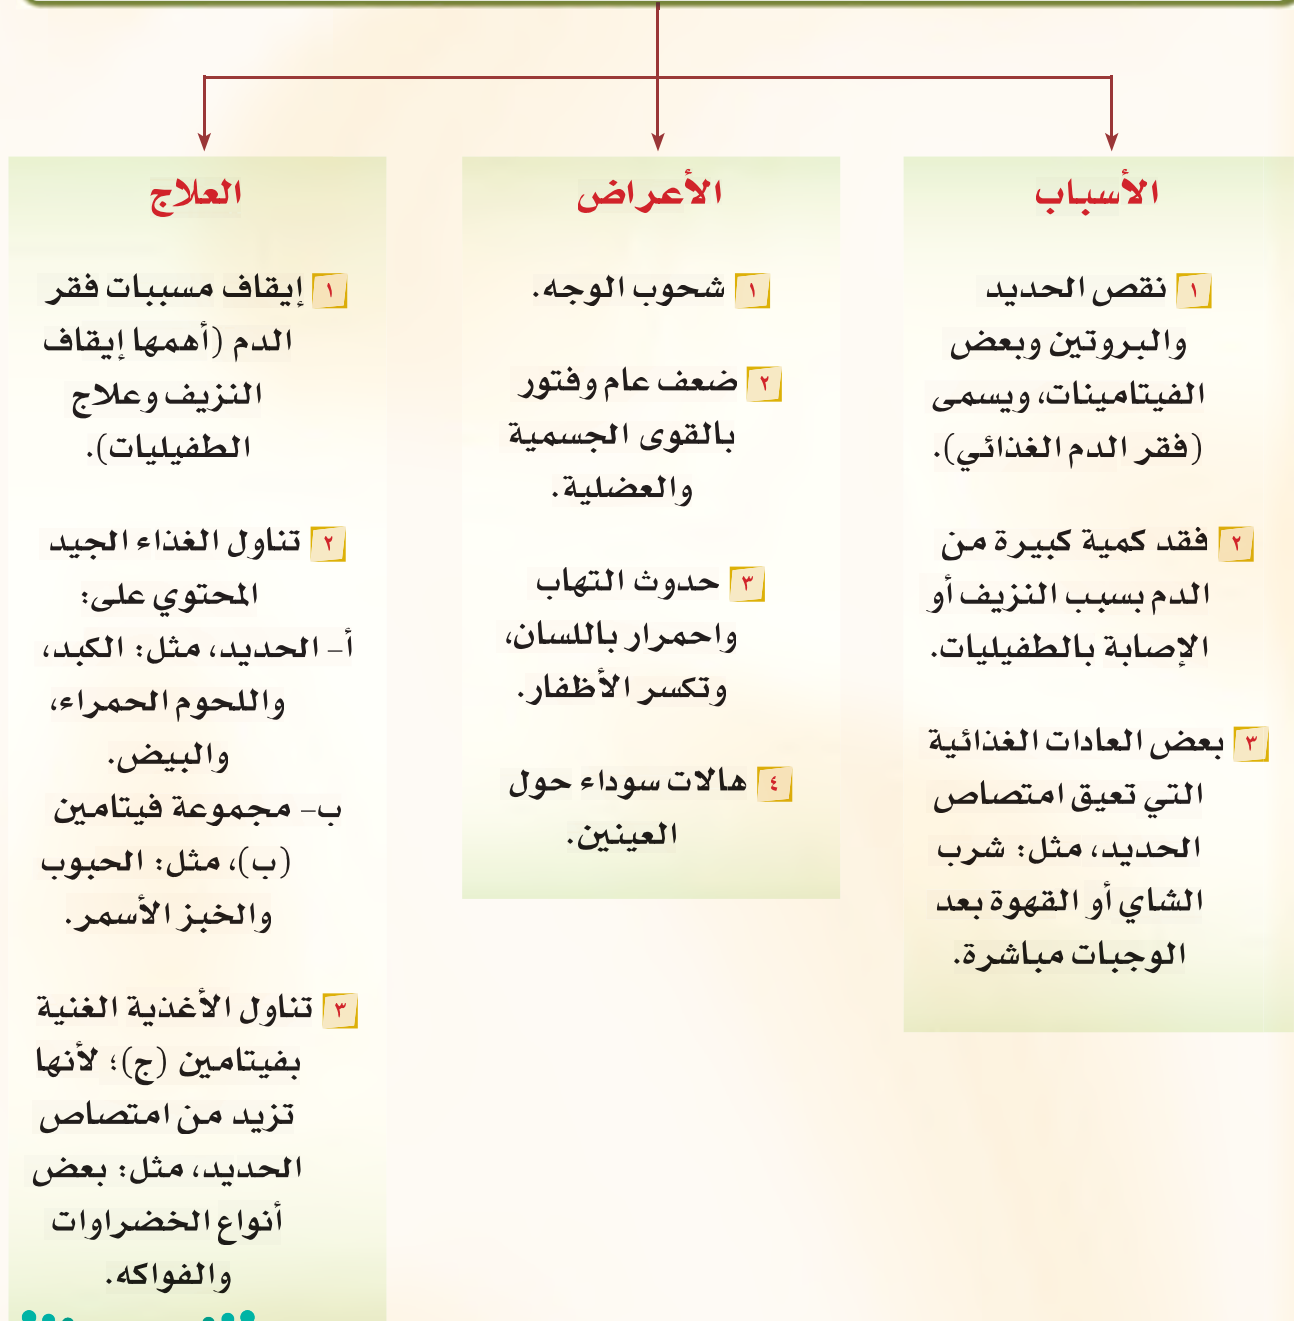 الأسباب
١ نقص الحديد
والبروتين وبعض
الفيتامينات، ويسمى
(فقر الدم الغذائي).
٢ فقد كمية كبيرة من
الدم بسبب النزيف أو
الإصابة بالطفيليات.
٣ بعض العادات الغذائية
التي تعيق امتصاص
الحديد، مثل: شرب
الشاي أو القهوة بعد
الوجبات مباشرة.
الأعراض
١ شحوب الوجه.
٢ ضعف عام وفتور
بالقوى الجسمية
والعضلية.
٣ حدوث التهاب
واحمرار باللسان،
وتكسر الأظفار.
٤ هالات سوداء حول
العينين.
العلاج
١ إيقاف مسببات فقر
الدم (أهمها إيقاف
النزيف وعلاج
الطفيليات).
٢ تناول الغذاء الجيد
المحتوي على:
أ- الحديد، مثل: الكبد،
واللحوم الحمراء،
والبيض.
ب- مجموعة فيتامين
(ب)، مثل: الحبوب
والخبز الأسمر.
٣ تناول الأغذية الغنية
بفيتامين (ج)؛ لأنها
تزيد من امتصاص
الحديد، مثل: بعض
أنواع الخضراوات
والفواكه.